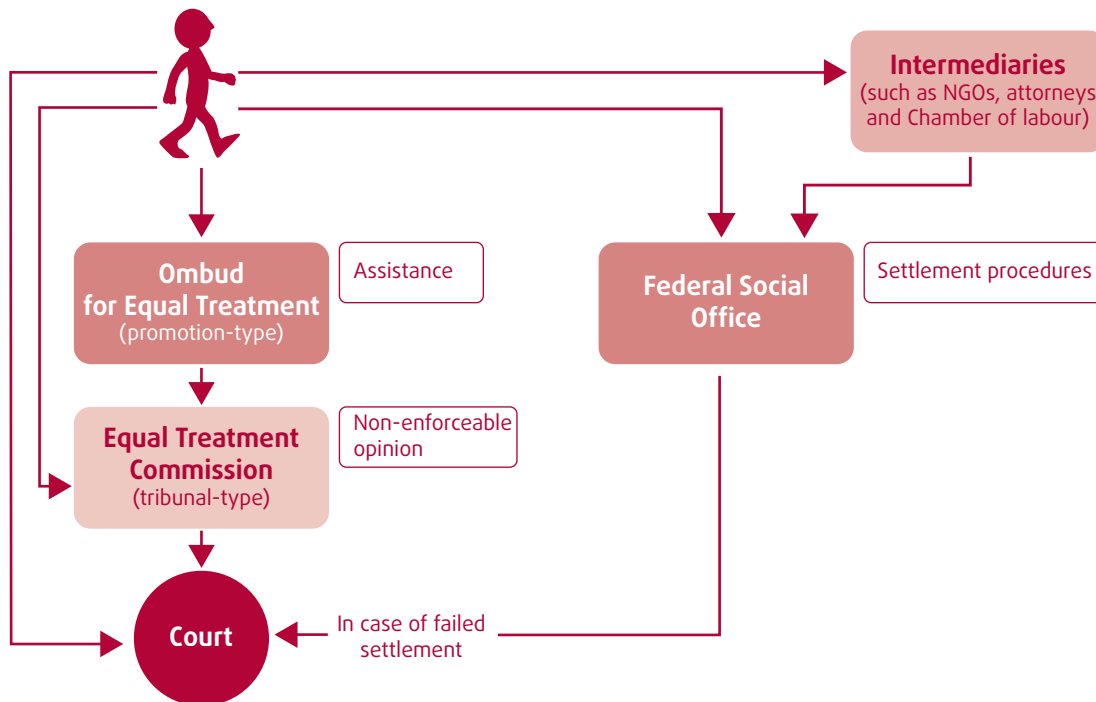 Intermediaries
(such as NGOs, attorneys
and Chamber of labour)
Ombud
for Equal Treatment
(promotion-type)
Assistance
Federal Social
Office
Settlement procedures
Equal Treatment
Commission
(tribunal-type)
Non-enforceable
opinion
Court
In case of failed
settlement